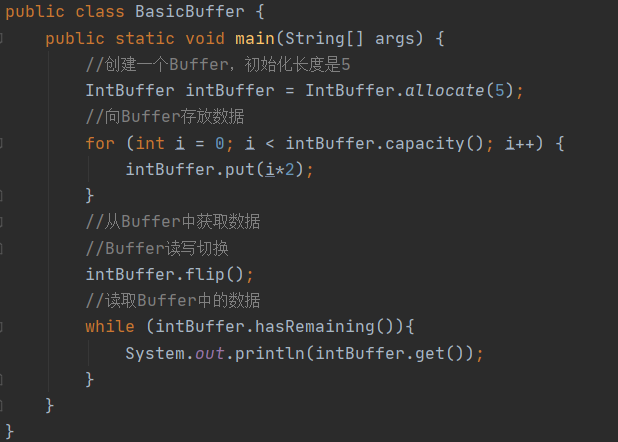 public class BasicBuffer {
    public static void main(String[] args) {
        //创建一个Buffer，初始化长度是5
        IntBuffer intBuffer = IntBuffer.allocate(5);
        //向Buffer存放数据
        for (int i = 0; i < intBuffer.capacity(); i++) {
            intBuffer.put(i*2);
        }
        //从Buffer中获取数据
        //Buffer读写切换
        intBuffer.flip();
        //读取Buffer中的数据
        while (intBuffer.hasRemaining()){
            System.out.println(intBuffer.get());
        }
    }
}